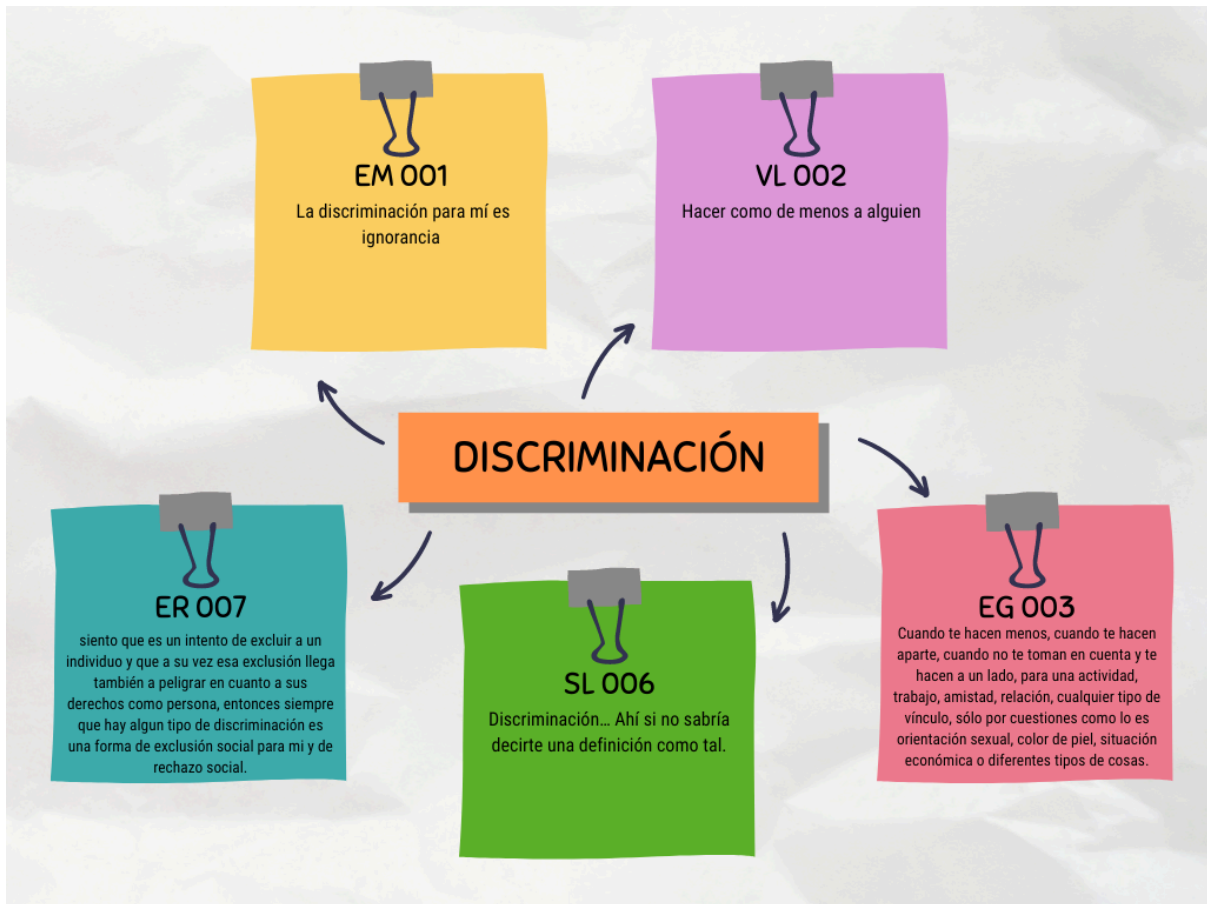 EM 001
La discriminación para mí es
ignorancia
VL 002
Hacer como de menos a alguien
DISCRIMINACIÓN
ER 007
siento que es un intento de excluir a un
individuo y que a su vez esa exclusión llega
también a peligrar en cuanto a sus
derechos como persona, entonces siempre
que hay algun tipo de discriminación es
una forma de exclusión social para mi y de
rechazo social.
SL 006
Discriminación... Ahí si no sabría
decirte una definición como tal.
EG 003
Cuando te hacen menos, cuando te hacen
aparte, cuando no te toman en cuenta y te
hacen a un lado, para una actividad,
trabajo, amistad, relación, cualquier tipo de
vínculo, sólo por cuestiones como lo es
orientación sexual, color de piel, situación
económica o diferentes tipos de cosas.